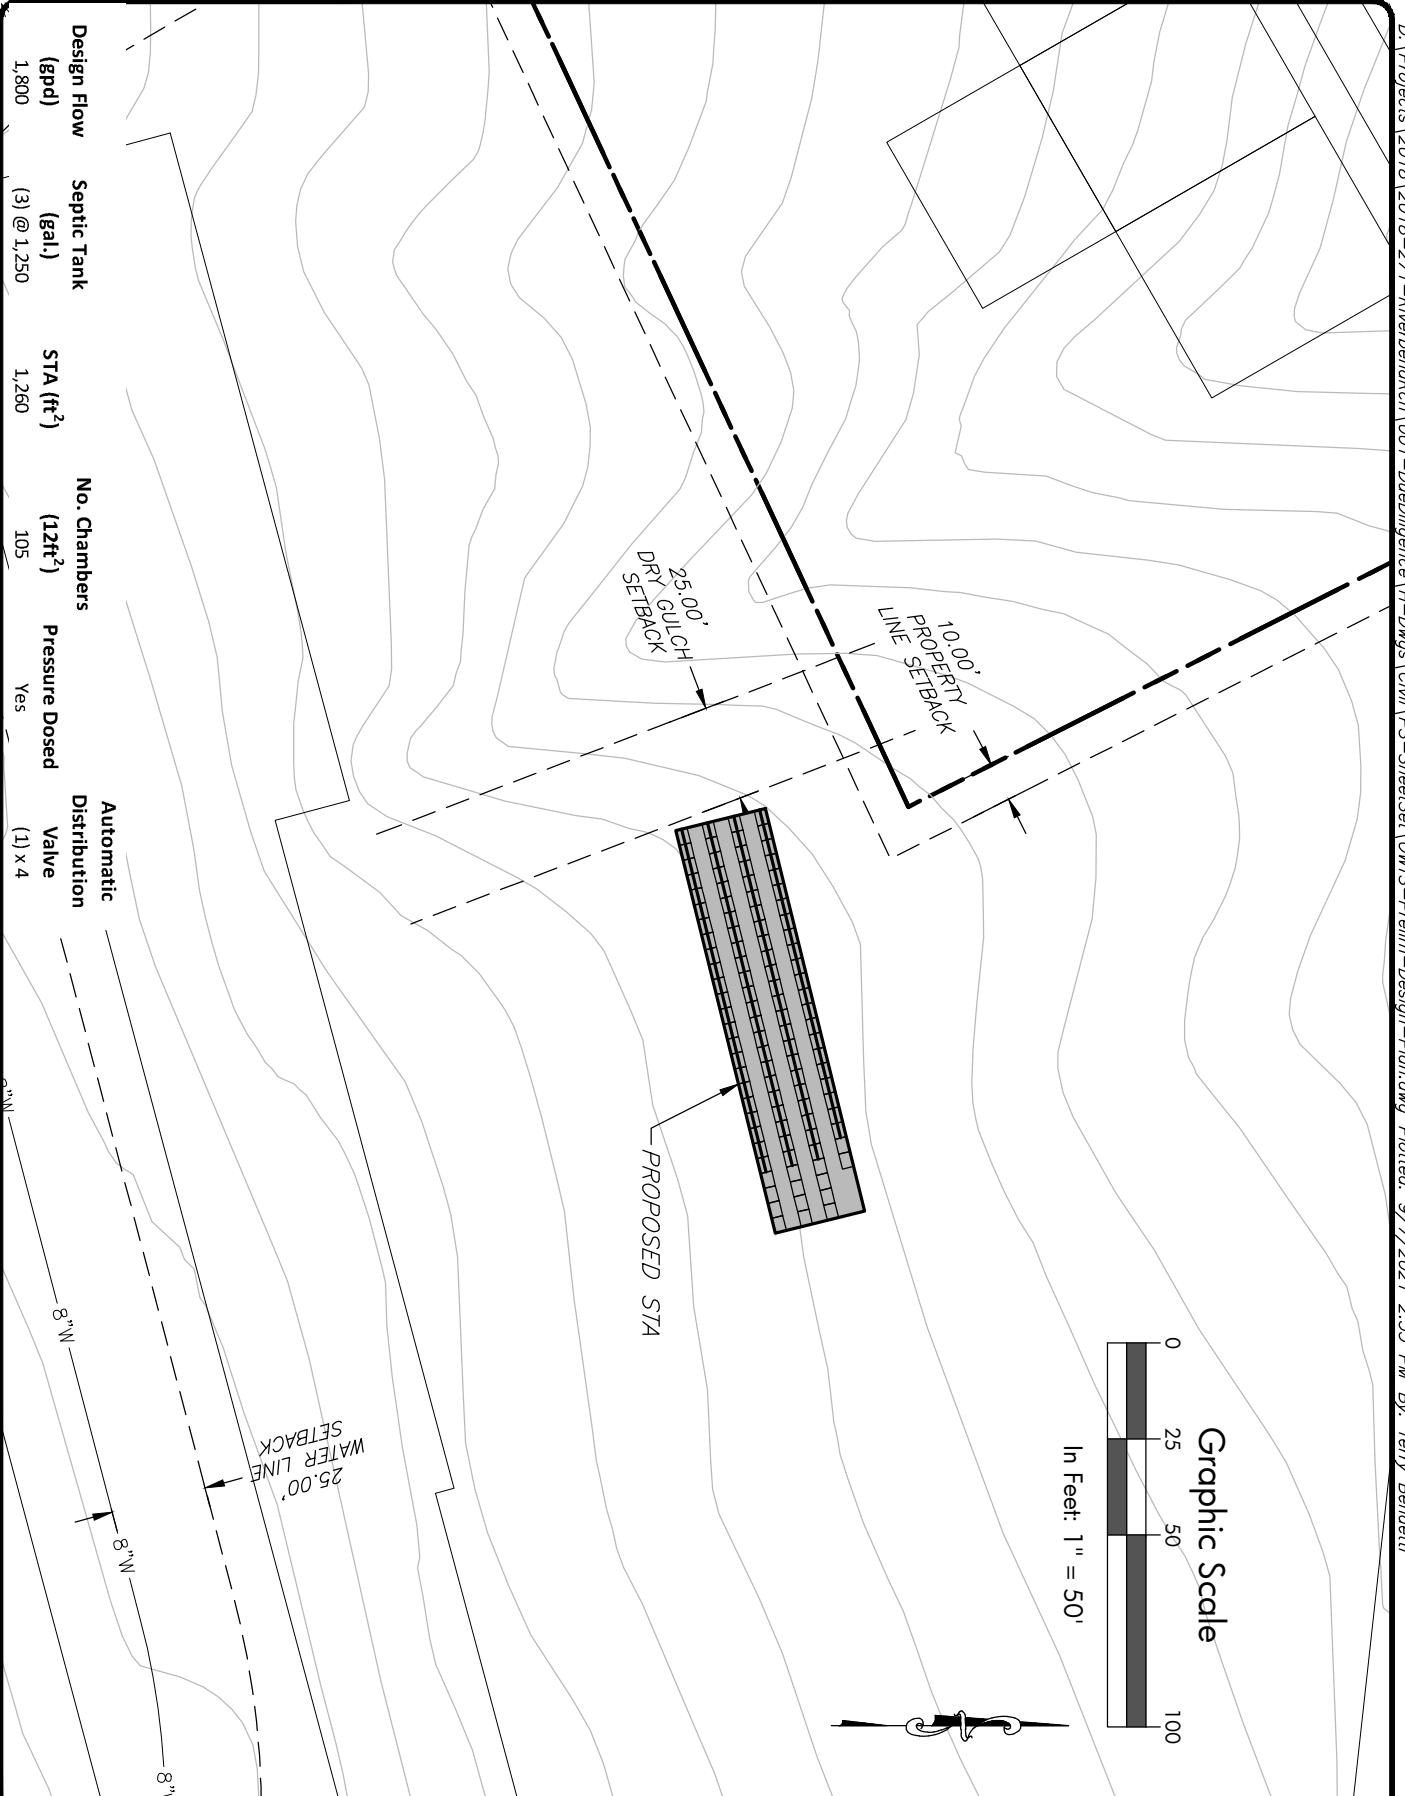 Graphic Scale
0
25
50
100
In Feet: 1" = 50'
10.00'
PROPERTY
LINE SETBACK
25.00'
DRY GULCH
SETBACK
PROPOSED STA
25.00'
WATER LINE
SETBACK
8"W
8"W
Automatic
Design Flow Septic Tank No. Chambers Distribution
(gpd) (gal.) STA (ft²) (12ft²) Pressure Dosed Valve
1,800 (3) @ 1,250 1,260 105 Yes (1) x 4